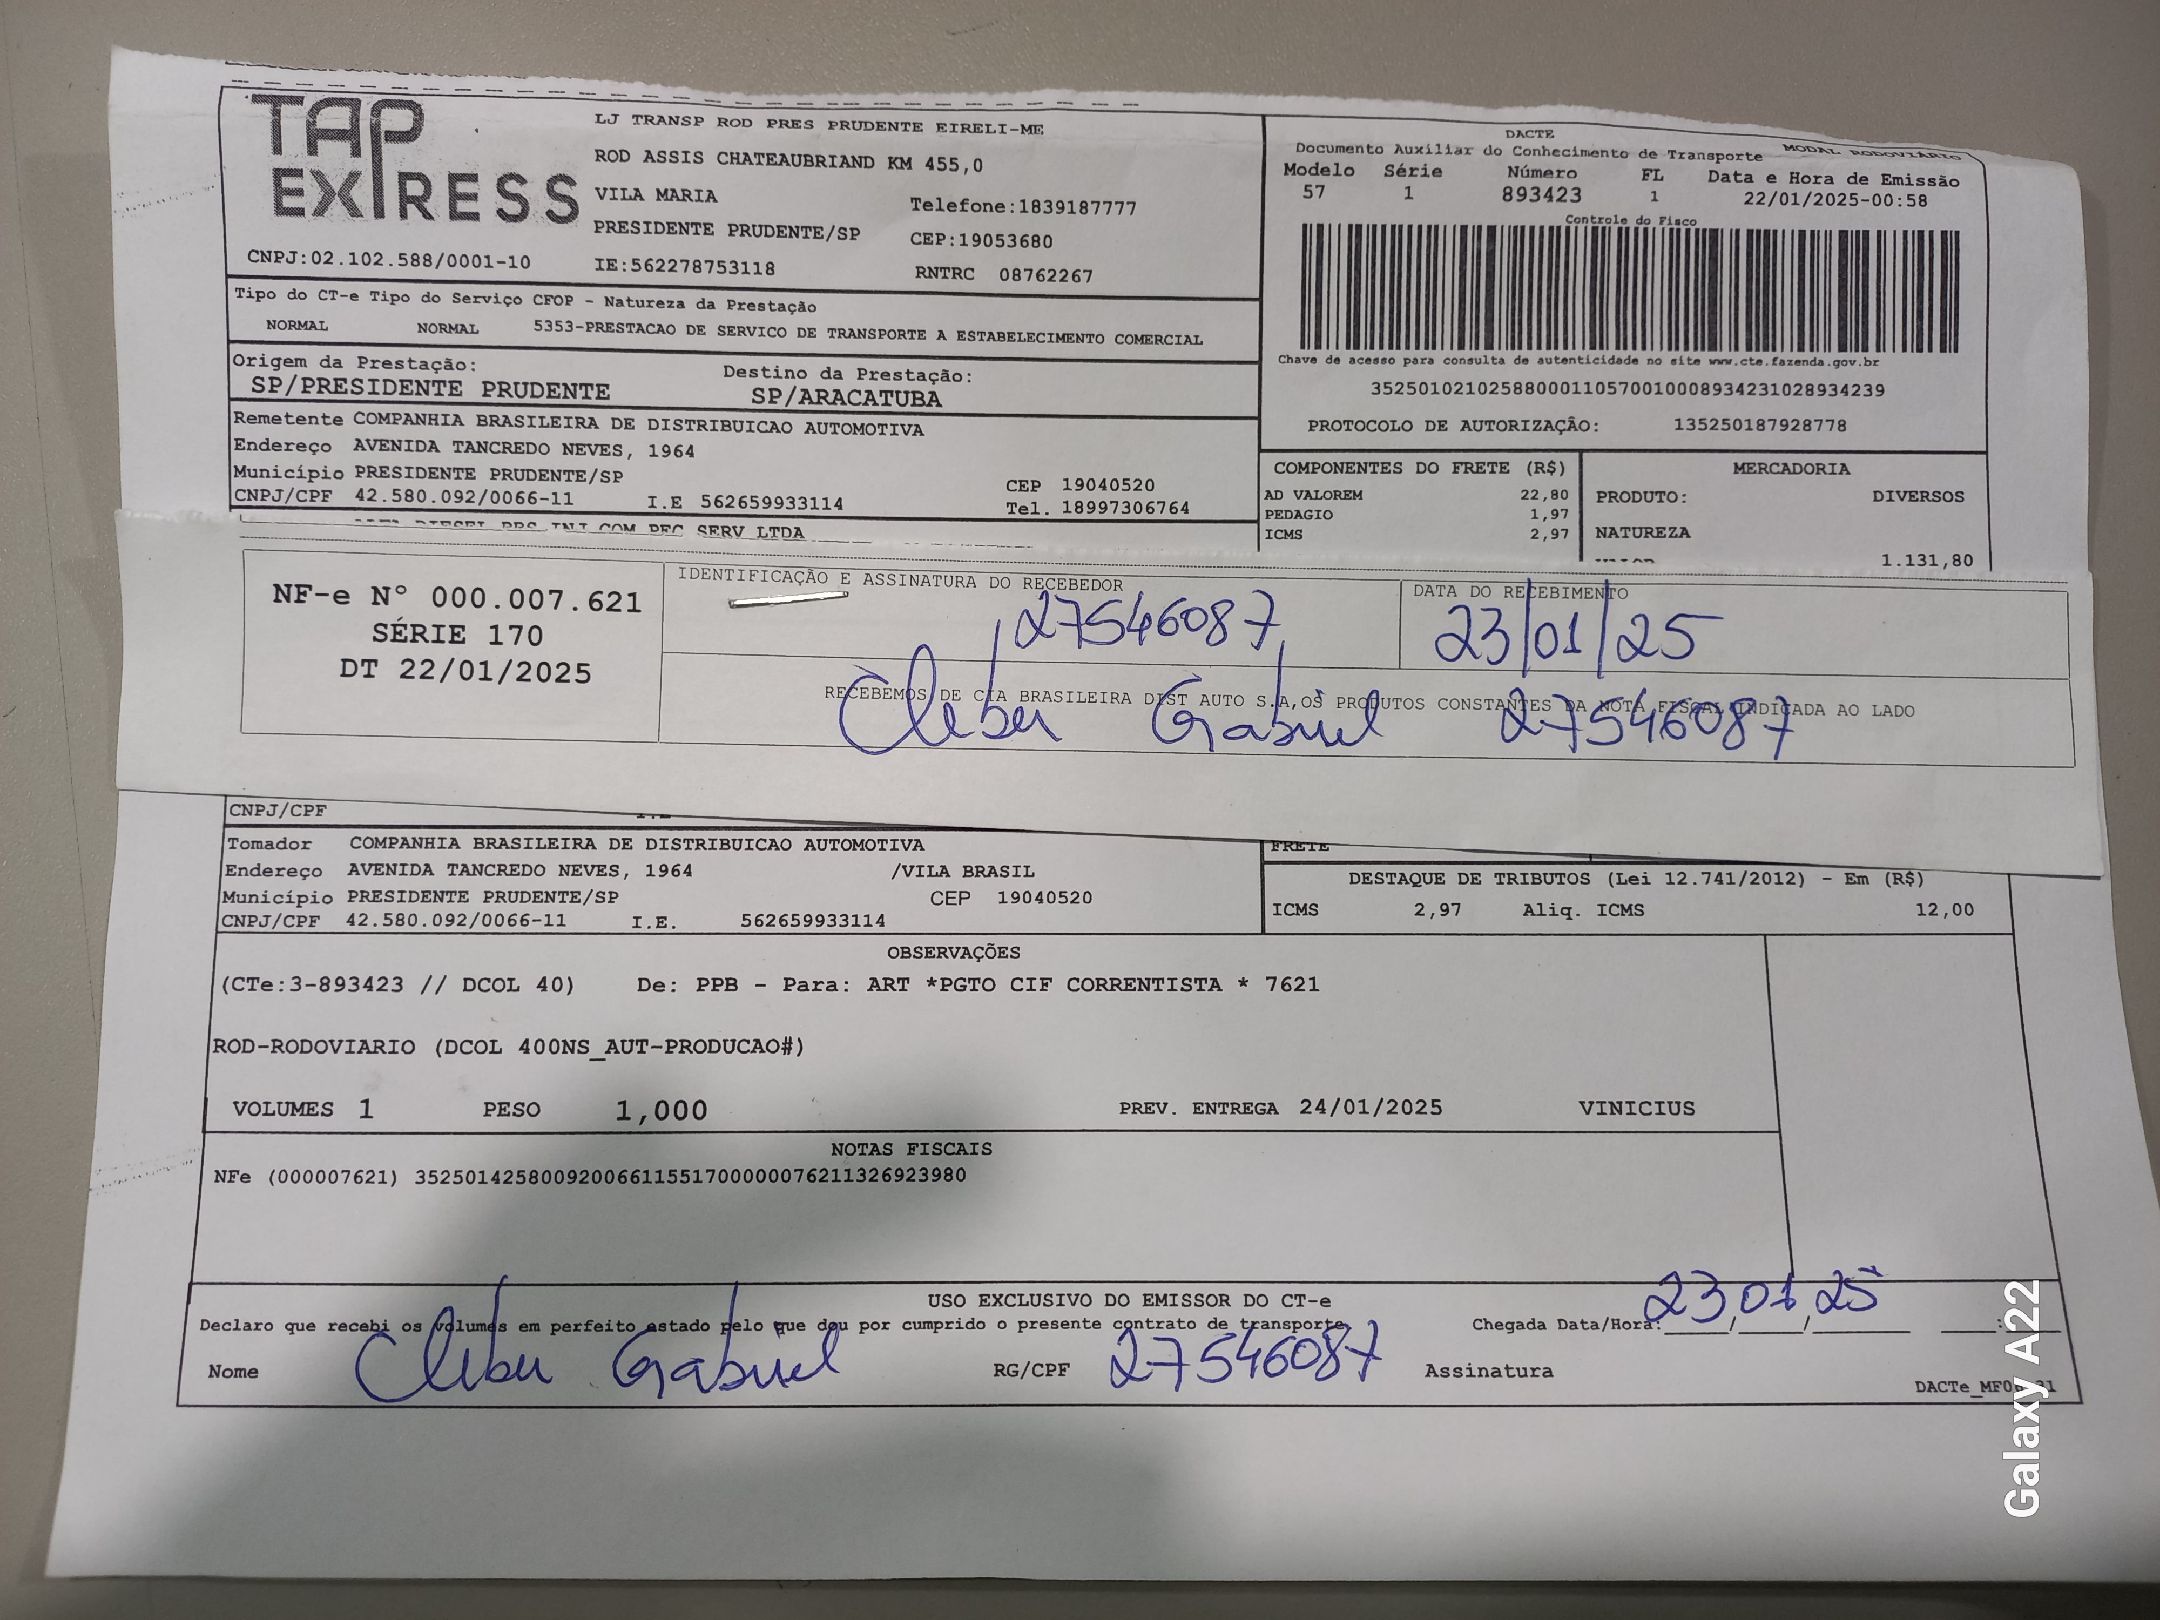 TAP EXPRESS
LJ TRANSP ROD PRES PRUDENTE EIRELI-ME
ROD ASSIS CHATEAUBRIAND KM 455,0
VILA MARIA
Telefone:1839187777
PRESIDENTE PRUDENTE/SP
CEP:19053680
CNPJ:02.102.588/0001-10
IE:562278753118
RNTRC 08762267
DACTE
Documento Auxiliar do Conhecimento de Transporte MODAL RODOVIÁRIO
Modelo Série Número FL Data e Hora de Emissão
57 1 893423 1 22/01/2025-00:58
Controle do Fisco
Chave de acesso para consulta de autenticidade no site www.cte.fazenda.gov.br
35250102102588000110570010008934231028934239
PROTOCOLO DE AUTORIZAÇÃO: 135250187928778
Tipo do CT-e Tipo do Serviço CFOP - Natureza da Prestação
NORMAL NORMAL 5353-PRESTACAO DE SERVICO DE TRANSPORTE A ESTABELECIMENTO COMERCIAL
Origem da Prestação: Destino da Prestação:
SP/PRESIDENTE PRUDENTE SP/ARACATUBA
Remetente COMPANHIA BRASILEIRA DE DISTRIBUICAO AUTOMOTIVA
Endereço AVENIDA TANCREDO NEVES, 1964
Município PRESIDENTE PRUDENTE/SP CEP 19040520
CNPJ/CPF 42.580.092/0066-11 I.E 562659933114 Tel. 18997306764
COM PEC SERV LTDA
COMPONENTES DO FRETE (R$)
AD VALOREM 22,80
PEDAGIO 1,97
ICMS 2,97
MERCADORIA
PRODUTO: DIVERSOS
NATUREZA
1.131,80
NF-e Nº 000.007.621
SÉRIE 170
DT 22/01/2025
IDENTIFICAÇÃO E ASSINATURA DO RECEBEDOR
27546087
DATA DO RECEBIMENTO
23/01/25
RECEBEMOS DE CIA BRASILEIRA DIST AUTO S.A,OS PRODUTOS CONSTANTES DA NOTA FISCAL INDICADA AO LADO
Cleber Gabriel 27546087
CNPJ/CPF
Tomador COMPANHIA BRASILEIRA DE DISTRIBUICAO AUTOMOTIVA
Endereço AVENIDA TANCREDO NEVES, 1964 /VILA BRASIL
Município PRESIDENTE PRUDENTE/SP CEP 19040520
CNPJ/CPF 42.580.092/0066-11 I.E. 562659933114
FRETE
DESTAQUE DE TRIBUTOS (Lei 12.741/2012) - Em (R$)
ICMS 2,97 Aliq. ICMS 12,00
OBSERVAÇÕES
(CTe:3-893423 // DCOL 40) De: PPB - Para: ART *PGTO CIF CORRENTISTA * 7621
ROD-RODOVIARIO (DCOL 400NS_AUT-PRODUCAO#)
VOLUMES 1 PESO 1,000 PREV. ENTREGA 24/01/2025 VINICIUS
NOTAS FISCAIS
NFe (000007621) 35250142580092006611551700000076211326923980
USO EXCLUSIVO DO EMISSOR DO CT-e
Declaro que recebi os volumes em perfeito estado pelo que dou por cumprido o presente contrato de transporte Chegada Data/Hora: 23/01/25
Nome Cleber Gabriel RG/CPF 27546087 Assinatura
Galaxy A22